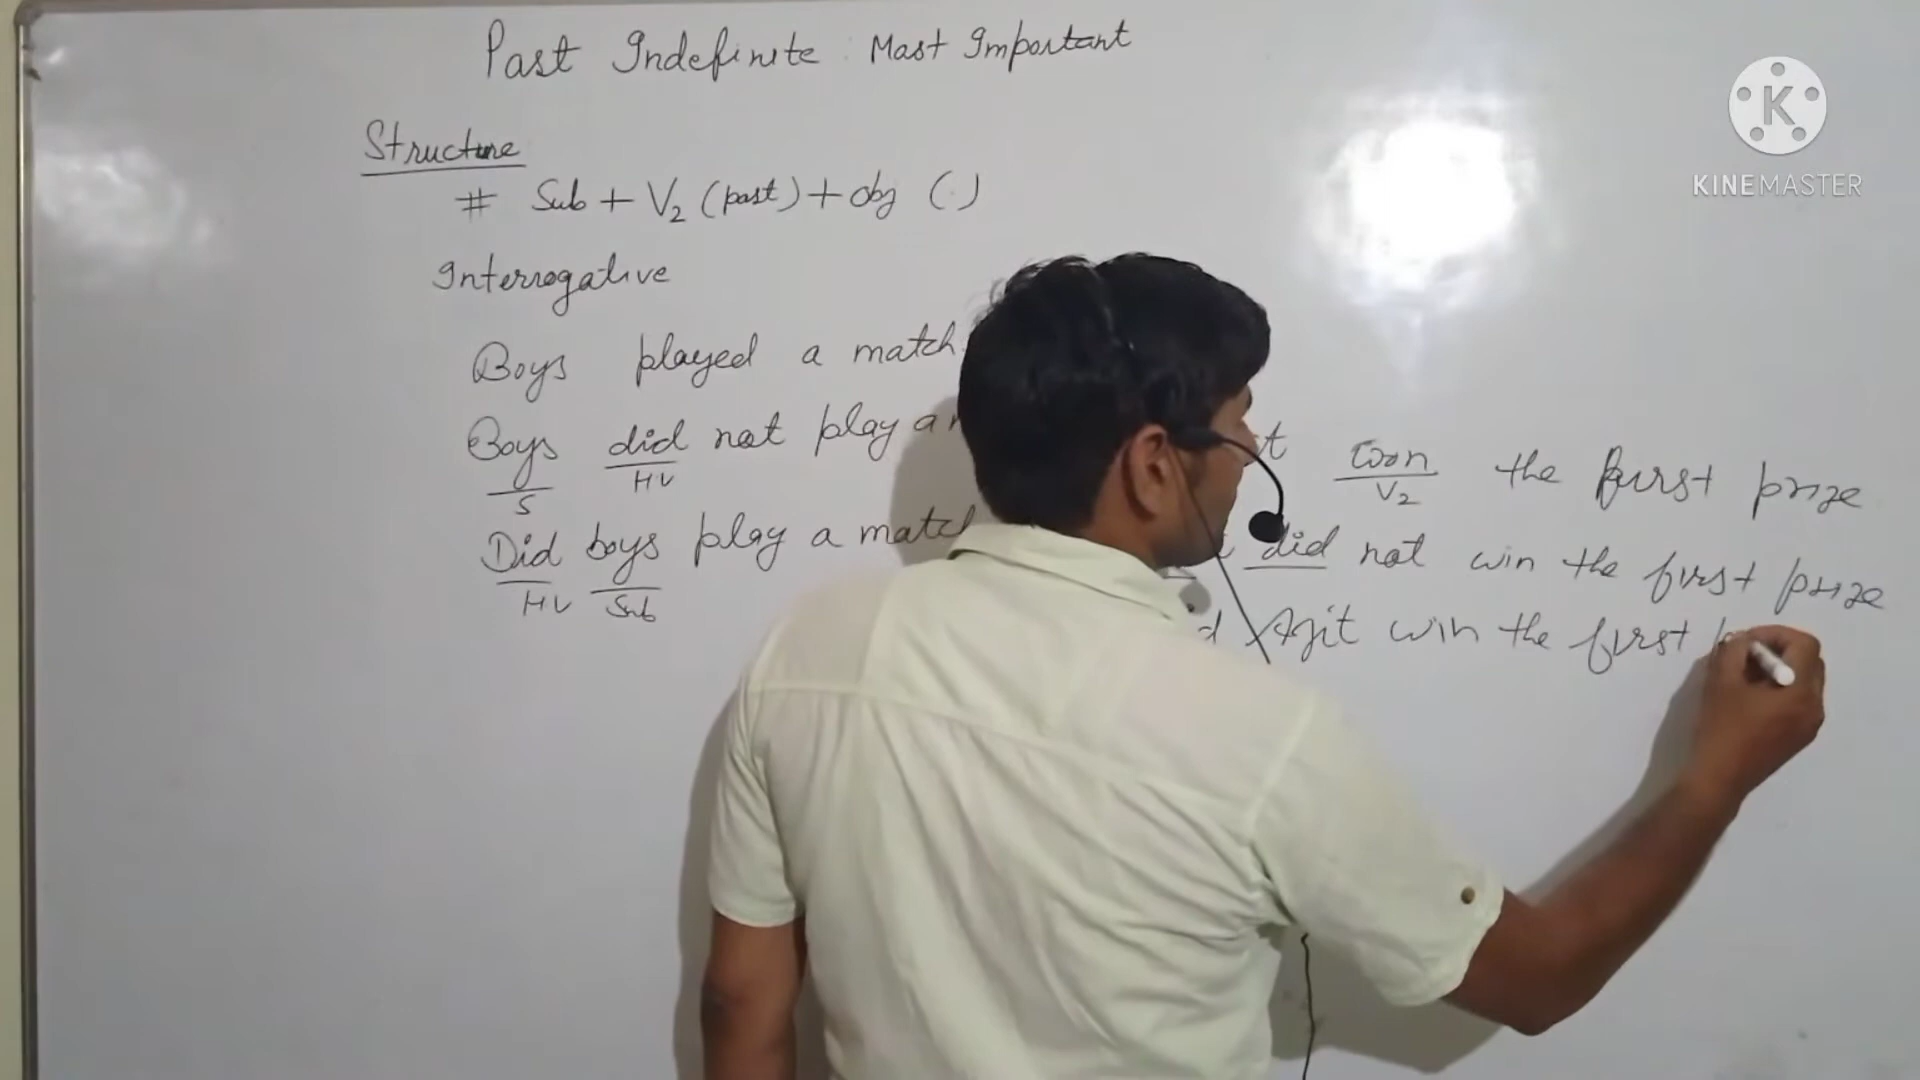 Past Indefinite : Mast Important
Structure
# Sub + V2 (past) + obj (.)
Interrogative
Boys played a match.
Boys did not play a
S HV
Did boys play a match
HV Sub
won the first prize
V2
did not win the first prize
Ajit win the first
KINEMASTER